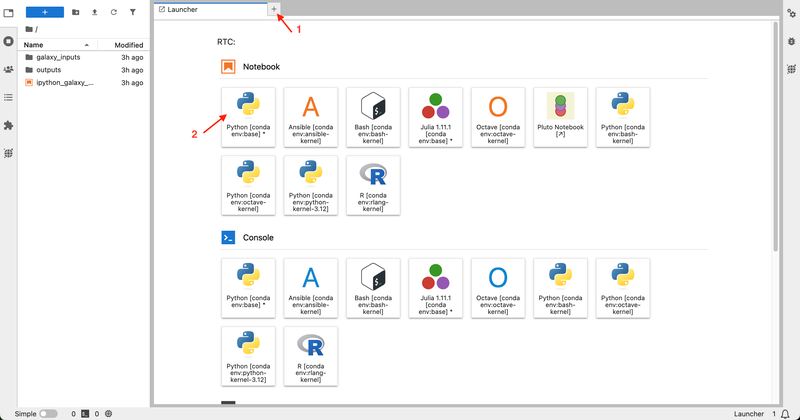 +
Launcher
+
1
/
RTC:
Name
Modified
galaxy_inputs
3h ago
outputs
3h ago
ipython_galaxy_...
3h ago
Notebook
2
Python [conda
env:base] *
A
Ansible [conda
env:ansible-
kernel]
$
Bash [conda
env:bash-
kernel]
Julia 1.11.1
[conda
env:base] *
O
Octave [conda
env:octave-
kernel]
Pluto Notebook
[↗]
Python [conda
env:bash-
kernel]
Python [conda
env:octave-
kernel]
Python [conda
env:python-
kernel-3.12]
R
R [conda
env:rlang-
kernel]
Console
Python [conda
env:base] *
A
Ansible [conda
env:ansible-
kernel]
$
Bash [conda
env:bash-
kernel]
Julia 1.11.1
[conda
env:base] *
O
Octave [conda
env:octave-
kernel]
Python [conda
env:bash-
kernel]
Python [conda
env:octave-
kernel]
Python [conda
env:python-
kernel-3.12]
R
R [conda
env:rlang-
kernel]
Simple
0
0
Launcher
1